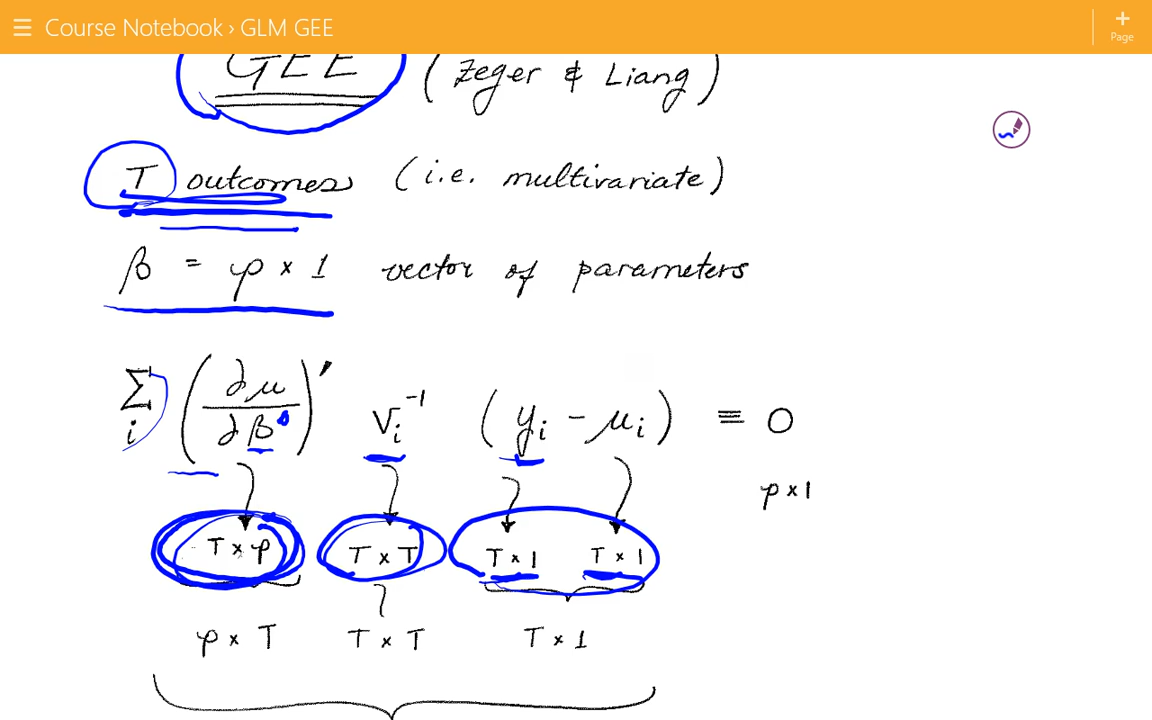 Course Notebook › GLM GEE
Page
GEE (Zeger & Liang)
T outcomes (i.e. multivariate)
β = p × 1 vector of parameters
∑i (∂μ / ∂β)′ Vi⁻¹ (yi − μi) ≡ 0
p × 1
T × p T × T T × 1 T × 1
p × T T × T T × 1